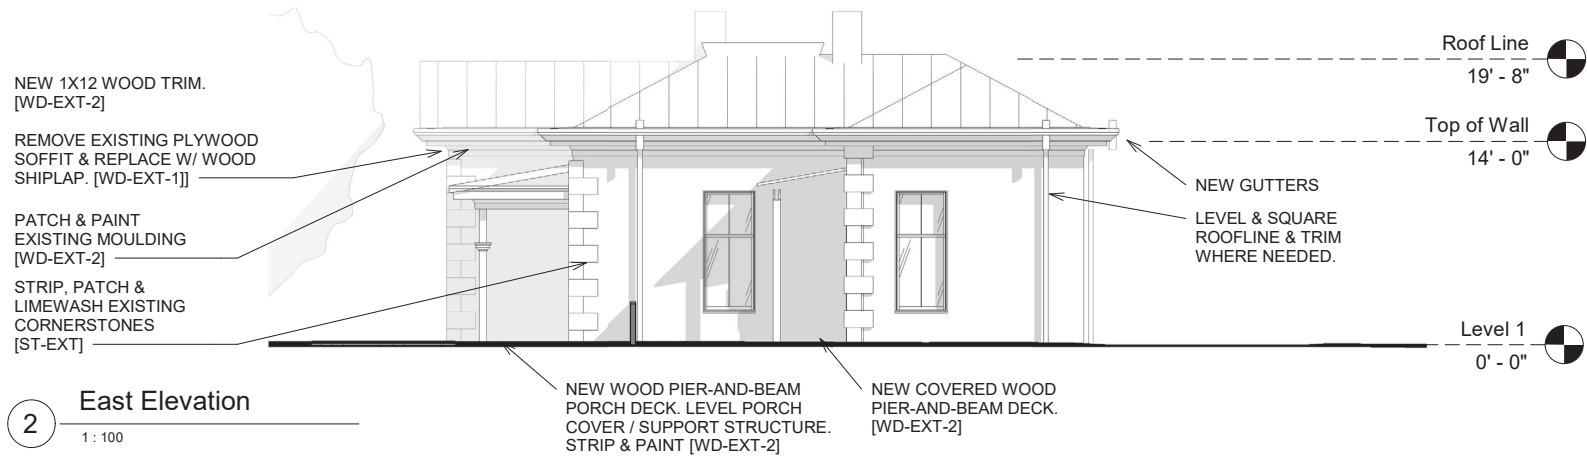 NEW 1X12 WOOD TRIM.
[WD-EXT-2]
REMOVE EXISTING PLYWOOD
SOFFIT & REPLACE W/ WOOD
SHIPLAP. [WD-EXT-1]]
PATCH & PAINT
EXISTING MOULDING
[WD-EXT-2]
STRIP, PATCH &
LIMEWASH EXISTING
CORNERSTONES
[ST-EXT]
Roof Line
19' - 8"
Top of Wall
14' - 0"
NEW GUTTERS
LEVEL & SQUARE
ROOFLINE & TRIM
WHERE NEEDED.
Level 1
0' - 0"
NEW WOOD PIER-AND-BEAM
PORCH DECK. LEVEL PORCH
COVER / SUPPORT STRUCTURE.
STRIP & PAINT [WD-EXT-2]
NEW COVERED WOOD
PIER-AND-BEAM DECK.
[WD-EXT-2]
2
East Elevation
1 : 100